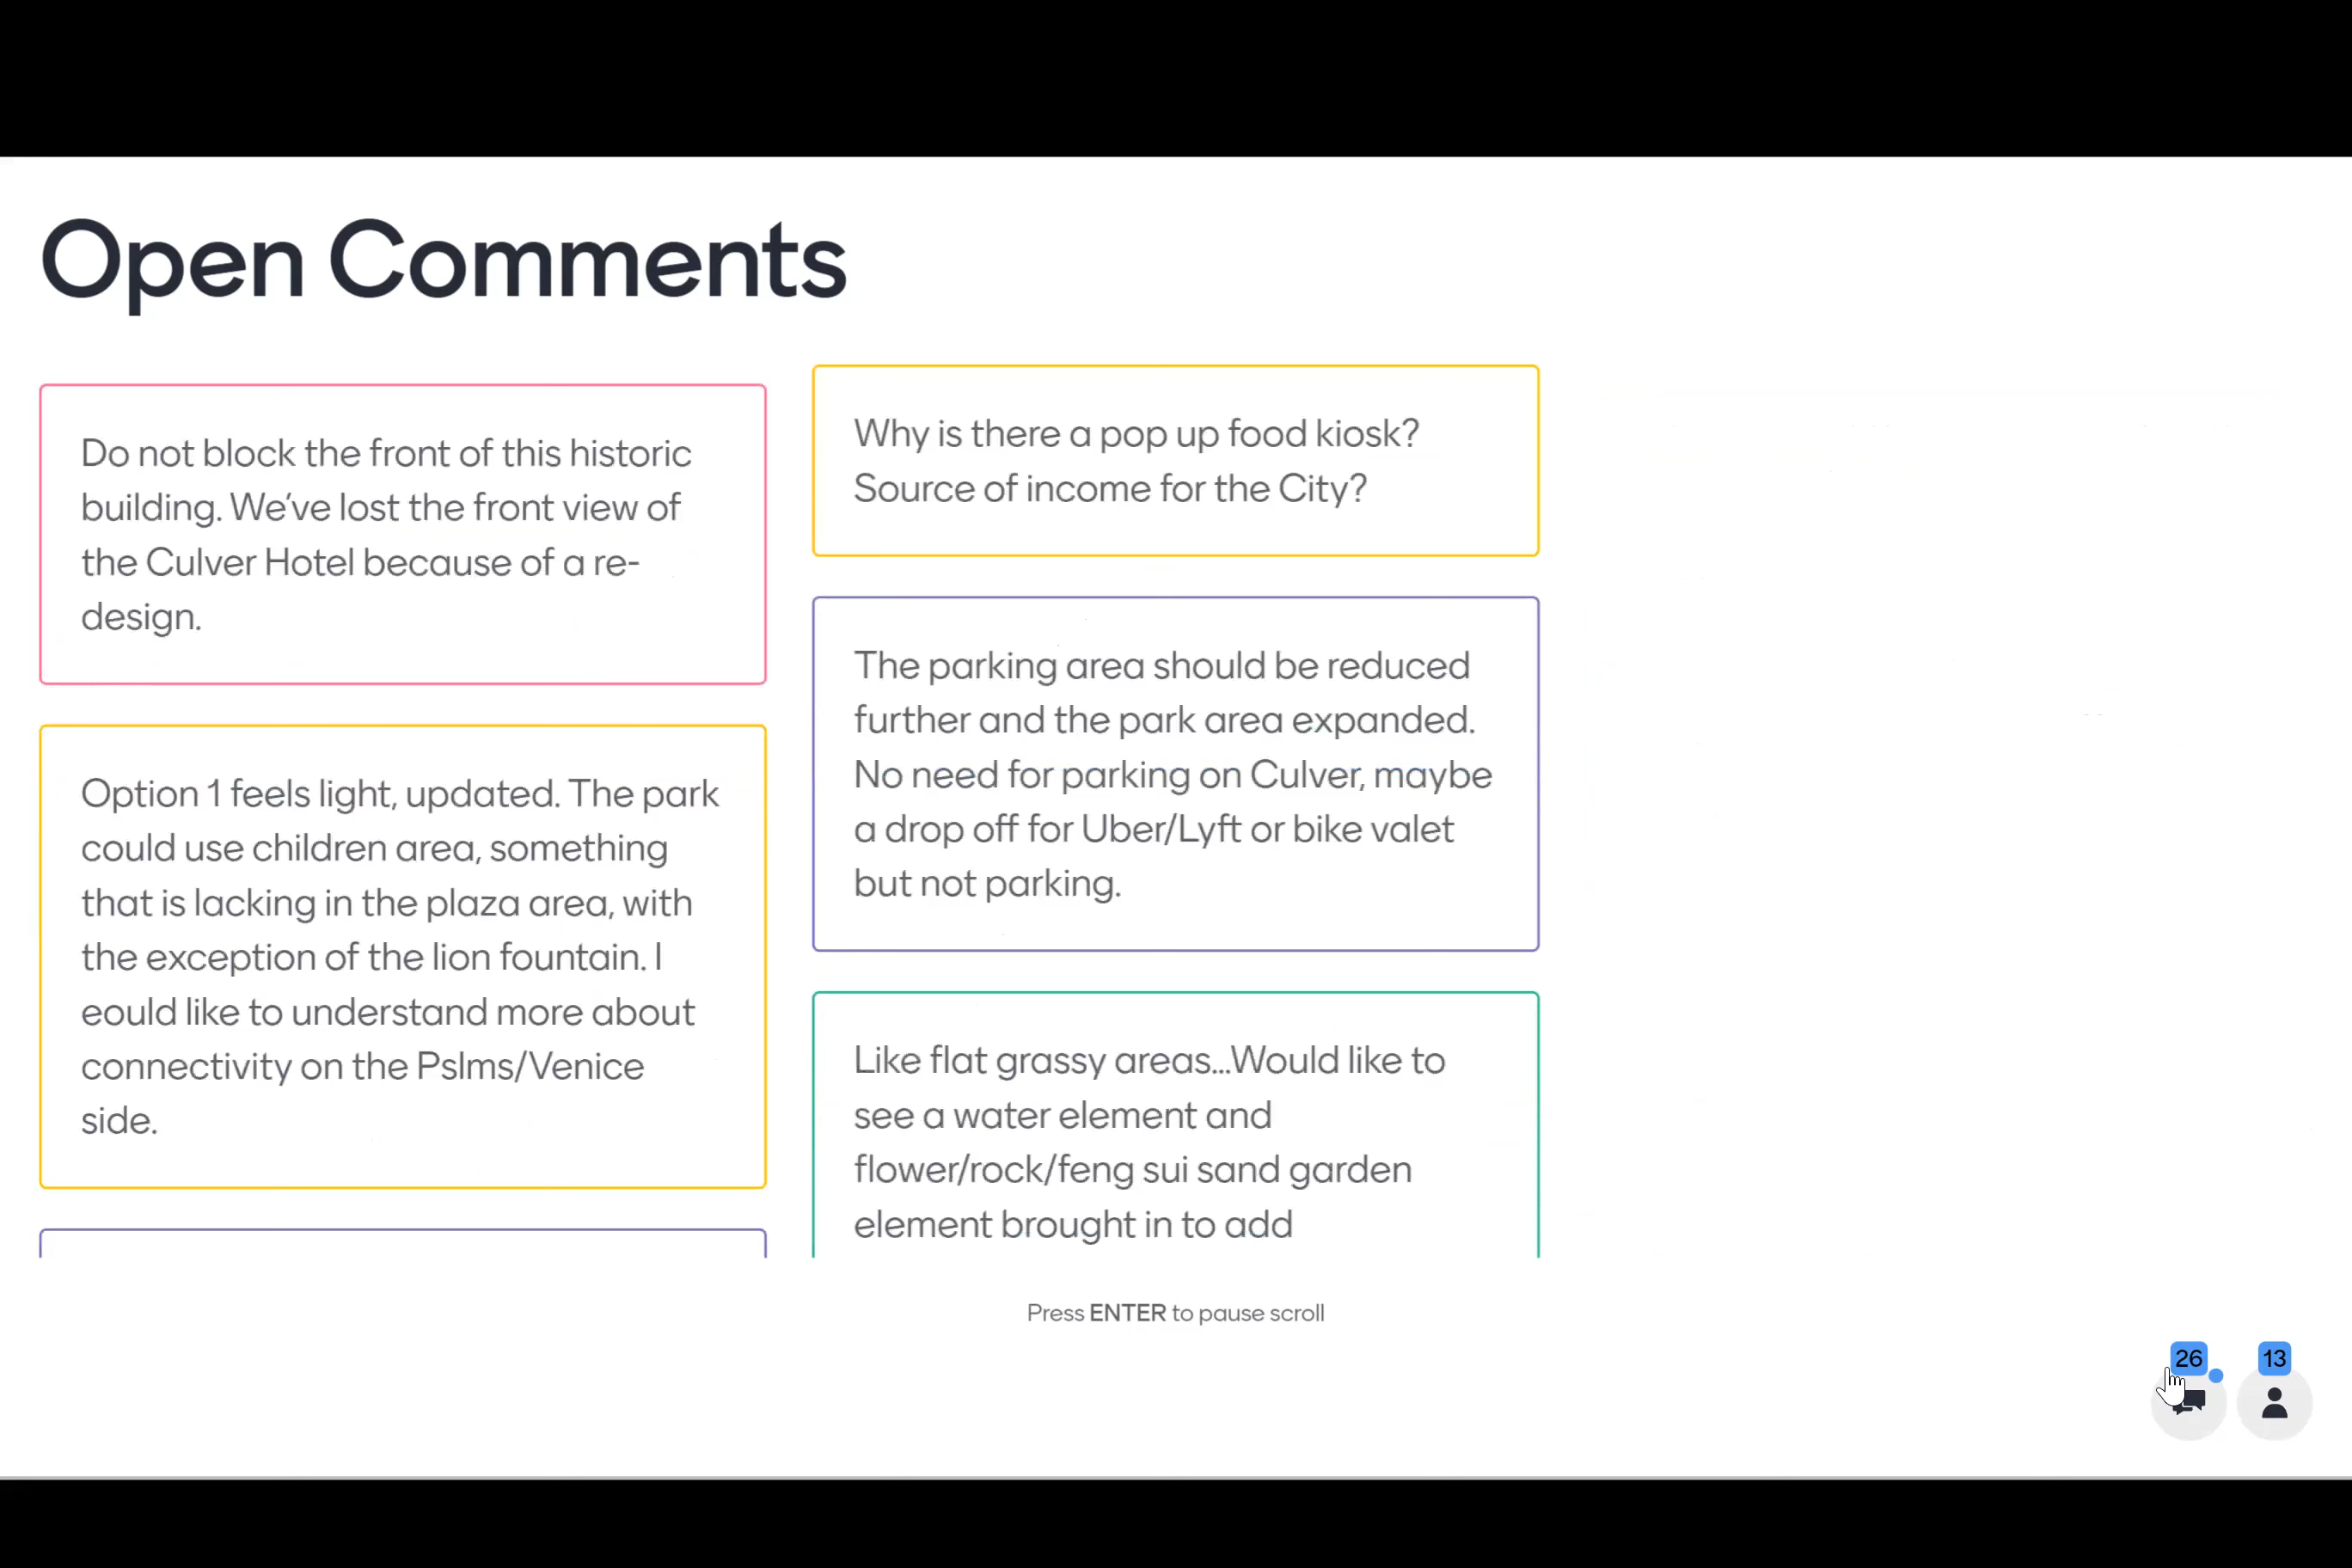 Open Comments
Do not block the front of this historic
building. We've lost the front view of
the Culver Hotel because of a re-
design.
Option 1 feels light, updated. The park
could use children area, something
that is lacking in the plaza area, with
the exception of the lion fountain. I
eould like to understand more about
connectivity on the Pslms/Venice
side.
Why is there a pop up food kiosk?
Source of income for the City?
The parking area should be reduced
further and the park area expanded.
No need for parking on Culver, maybe
a drop off for Uber/Lyft or bike valet
but not parking.
Like flat grassy areas...Would like to
see a water element and
flower/rock/feng sui sand garden
element brought in to add
Press ENTER to pause scroll
26
13